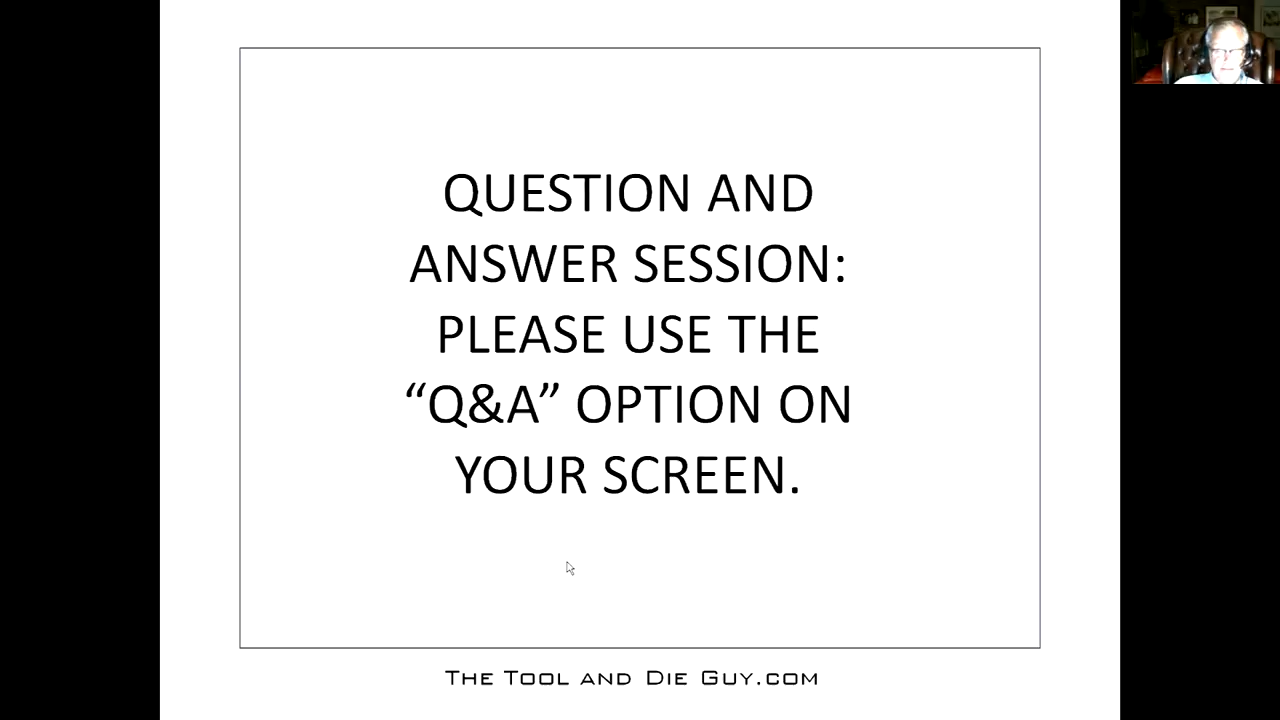 QUESTION AND
ANSWER SESSION:
PLEASE USE THE
“Q&A” OPTION ON
YOUR SCREEN.
THE TOOL AND DIE GUY.COM